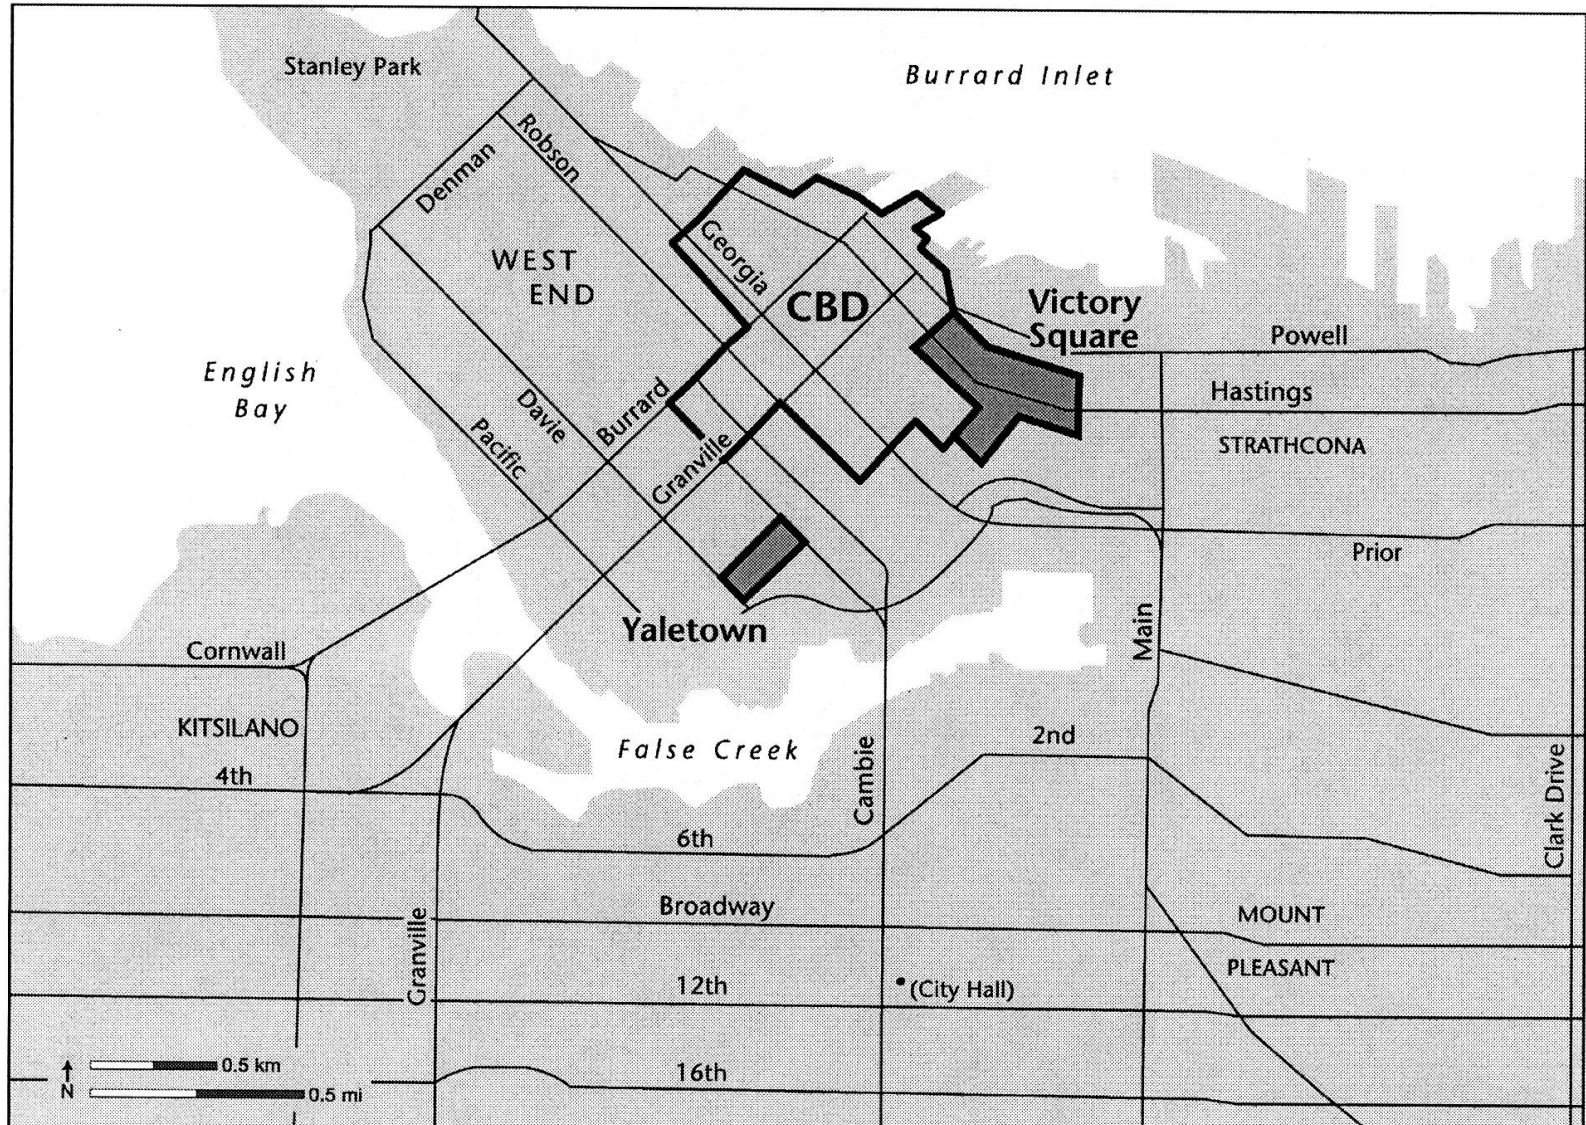 Stanley Park
Burrard Inlet
Robson
Denman
WEST
END
Georgia
CBD
Victory
Square
Powell
English
Bay
Hastings
Davie
Burrard
Pacific
Granville
STRATHCONA
Prior
Yaletown
Main
Cornwall
KITSILANO
False Creek
2nd
4th
Cambie
Clark Drive
6th
Broadway
Granville
MOUNT
PLEASANT
12th
(City Hall)
0.5 km
N
0.5 mi
16th